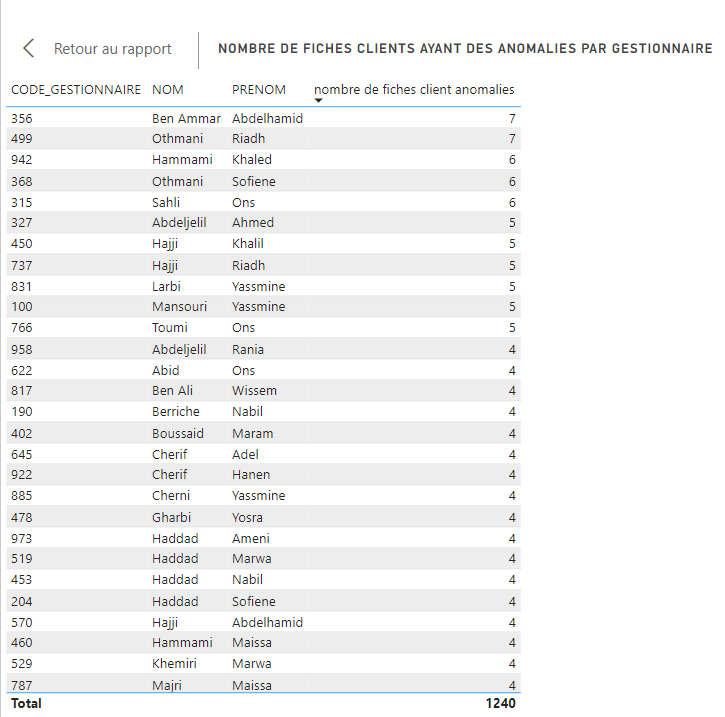 Retour au rapport NOMBRE DE FICHES CLIENTS AYANT DES ANOMALIES PAR GESTIONNAIRE
CODE_GESTIONNAIRE NOM PRENOM nombre de fiches client anomalies
356 Ben Ammar Abdelhamid 7
499 Othmani Riadh 7
942 Hammami Khaled 6
368 Othmani Sofiene 6
315 Sahli Ons 6
327 Abdeljelil Ahmed 5
450 Hajji Khalil 5
737 Hajji Riadh 5
831 Larbi Yassmine 5
100 Mansouri Yassmine 5
766 Toumi Ons 5
958 Abdeljelil Rania 4
622 Abid Ons 4
817 Ben Ali Wissem 4
190 Berriche Nabil 4
402 Boussaid Maram 4
645 Cherif Adel 4
922 Cherif Hanen 4
885 Cherni Yassmine 4
478 Gharbi Yosra 4
973 Haddad Ameni 4
519 Haddad Marwa 4
453 Haddad Nabil 4
204 Haddad Sofiene 4
570 Hajji Abdelhamid 4
460 Hammami Maissa 4
529 Khemiri Marwa 4
787 Majri Maissa 4
Total 1240